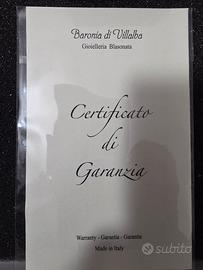 Baronia di Villalba
Gioielleria Blasonata
Certificato
di
Garanzia
Warranty - Garantia - Garantie
Made in Italy
subito